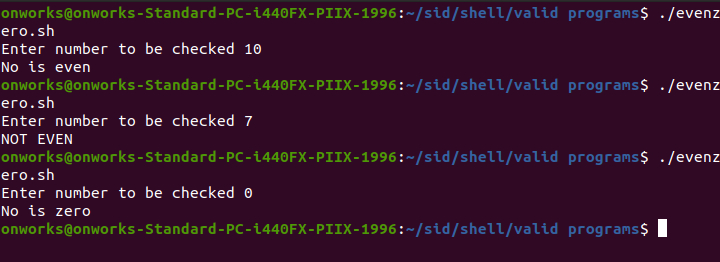 onworks@onworks-Standard-PC-i440FX-PIIX-1996:~/sid/shell/valid programs$ ./evenz
ero.sh
Enter number to be checked 10
No is even
onworks@onworks-Standard-PC-i440FX-PIIX-1996:~/sid/shell/valid programs$ ./evenz
ero.sh
Enter number to be checked 7
NOT EVEN
onworks@onworks-Standard-PC-i440FX-PIIX-1996:~/sid/shell/valid programs$ ./evenz
ero.sh
Enter number to be checked 0
No is zero
onworks@onworks-Standard-PC-i440FX-PIIX-1996:~/sid/shell/valid programs$